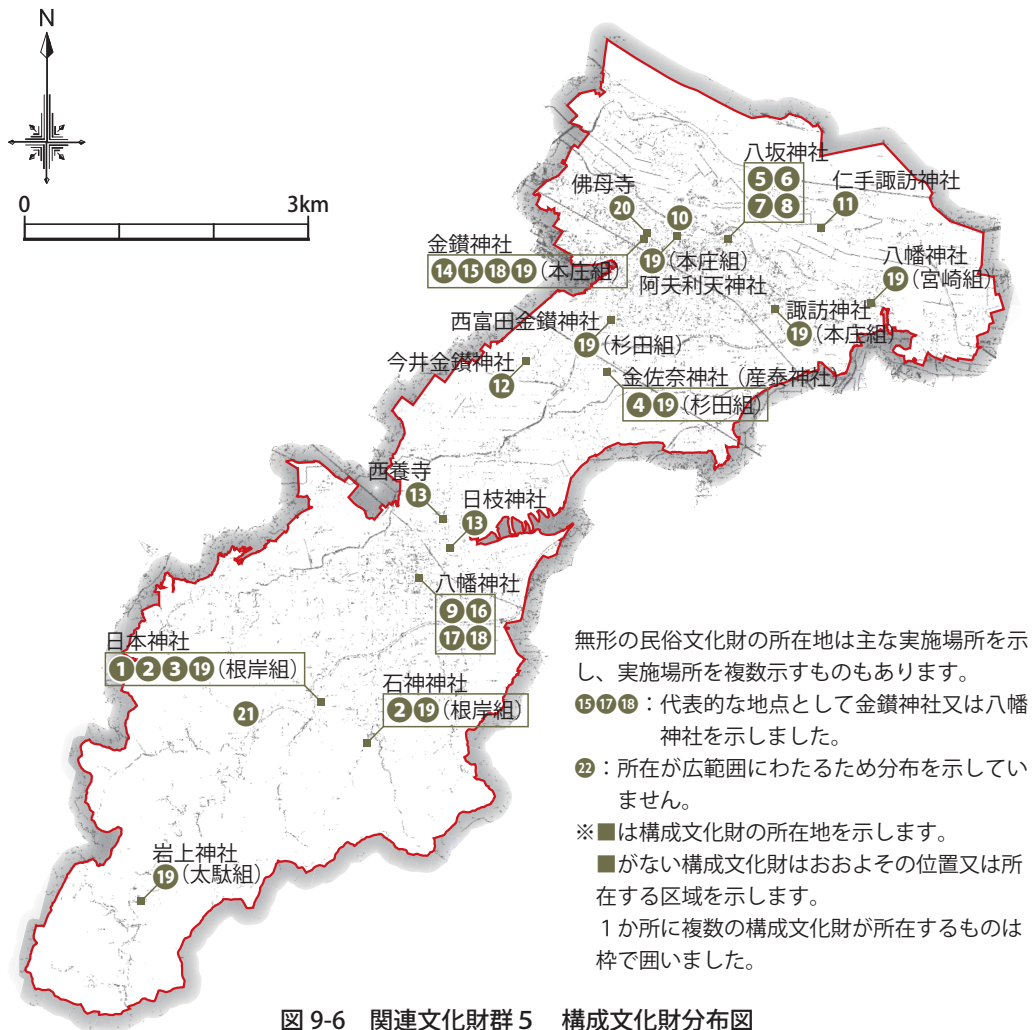 N
0 3km
八坂神社
❺❻
❼❽
仁手諏訪神社
⓫
佛母寺
⓴
❿
金鑚神社
⓮⓯⓲⓳(本庄組)
⓳(本庄組)
阿夫利天神社
八幡神社
⓳(宮崎組)
諏訪神社
⓳(本庄組)
西富田金鑚神社
⓳(杉田組)
今井金鑚神社
⓬
金佐奈神社(産泰神社)
❹⓳(杉田組)
西養寺
⓭
日枝神社
⓭
八幡神社
❾⓰
⓱⓲
日本神社
❶❷❸⓳(根岸組)
㉑
石神神社
❷⓳(根岸組)
岩上神社
⓳(太駄組)
無形の民俗文化財の所在地は主な実施場所を示
し、実施場所を複数示すものもあります。
⓯⓱⓲：代表的な地点として金鑚神社又は八幡
神社を示しました。
㉒：所在が広範囲にわたるため分布を示してい
ません。
※■は構成文化財の所在地を示します。
■がない構成文化財はおおよその位置又は所
在する区域を示します。
１か所に複数の構成文化財が所在するものは
枠で囲いました。
図 9-6 関連文化財群５ 構成文化財分布図